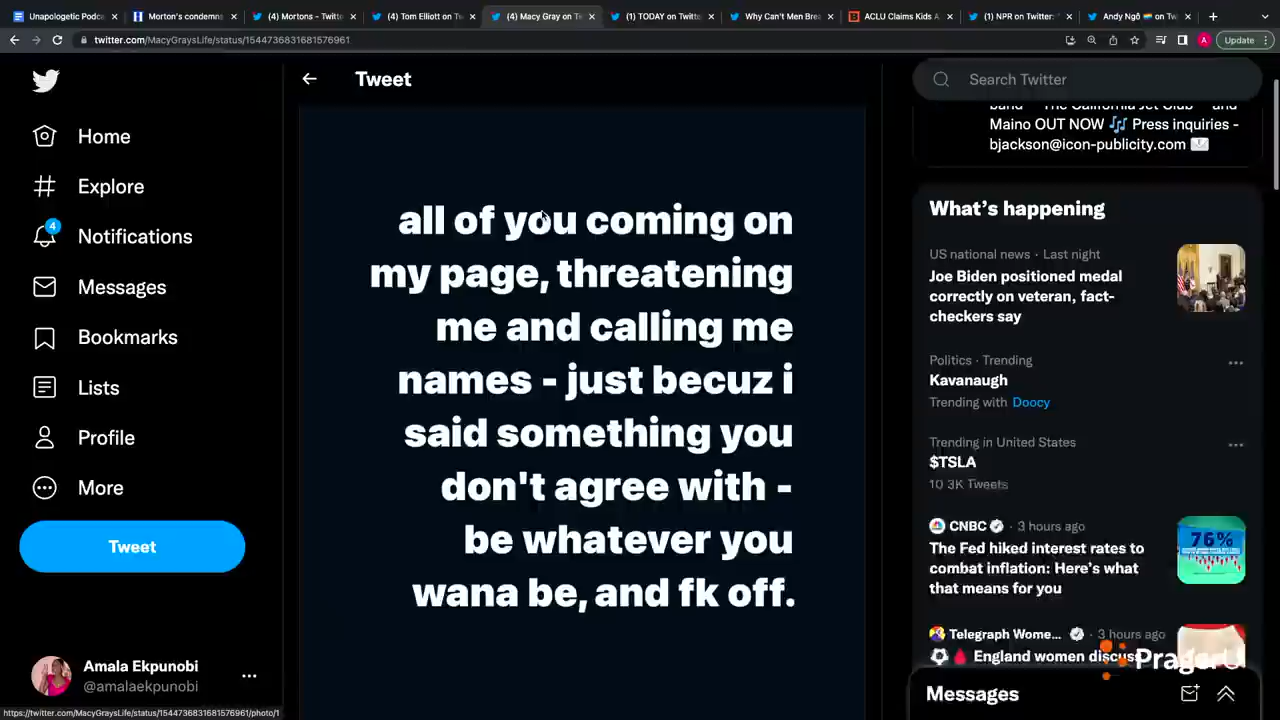 Unapologetic Podca
Morton's condemn
(4) Mortons - Twitte
(4) Tom Elliott on Tw
(4) Macy Gray on Tw
(1) TODAY on Twitt
Why Can't Men Brea
ACLU Claims Kids A
(1) NPR on Twitter:
Andy Ngô 🏳️‍🌈 on Tw
twitter.com/MacyGraysLife/status/1544736831681576961
A
Update
Tweet
Search Twitter
Home
Explore
4
Notifications
Messages
Bookmarks
Lists
Profile
More
Tweet
Amala Ekpunobi
@amalaekpunobi
https://twitter.com/MacyGraysLife/status/1544736831681576961/photo/1
all of you coming on
my page, threatening
me and calling me
names - just becuz i
said something you
don't agree with -
be whatever you
wana be, and fk off.
band - The California Jet Club - and
Maino OUT NOW 🎶 Press inquiries -
bjackson@icon-publicity.com
What's happening
US national news · Last night
Joe Biden positioned medal
correctly on veteran, fact-
checkers say
Politics · Trending
Kavanaugh
Trending with Doocy
Trending in United States
$TSLA
10.3K Tweets
CNBC · 3 hours ago
The Fed hiked interest rates to
combat inflation: Here's what
that means for you
76%
Telegraph Wome... · 3 hours ago
⚽🩸 England women discuss
PragerU
Messages